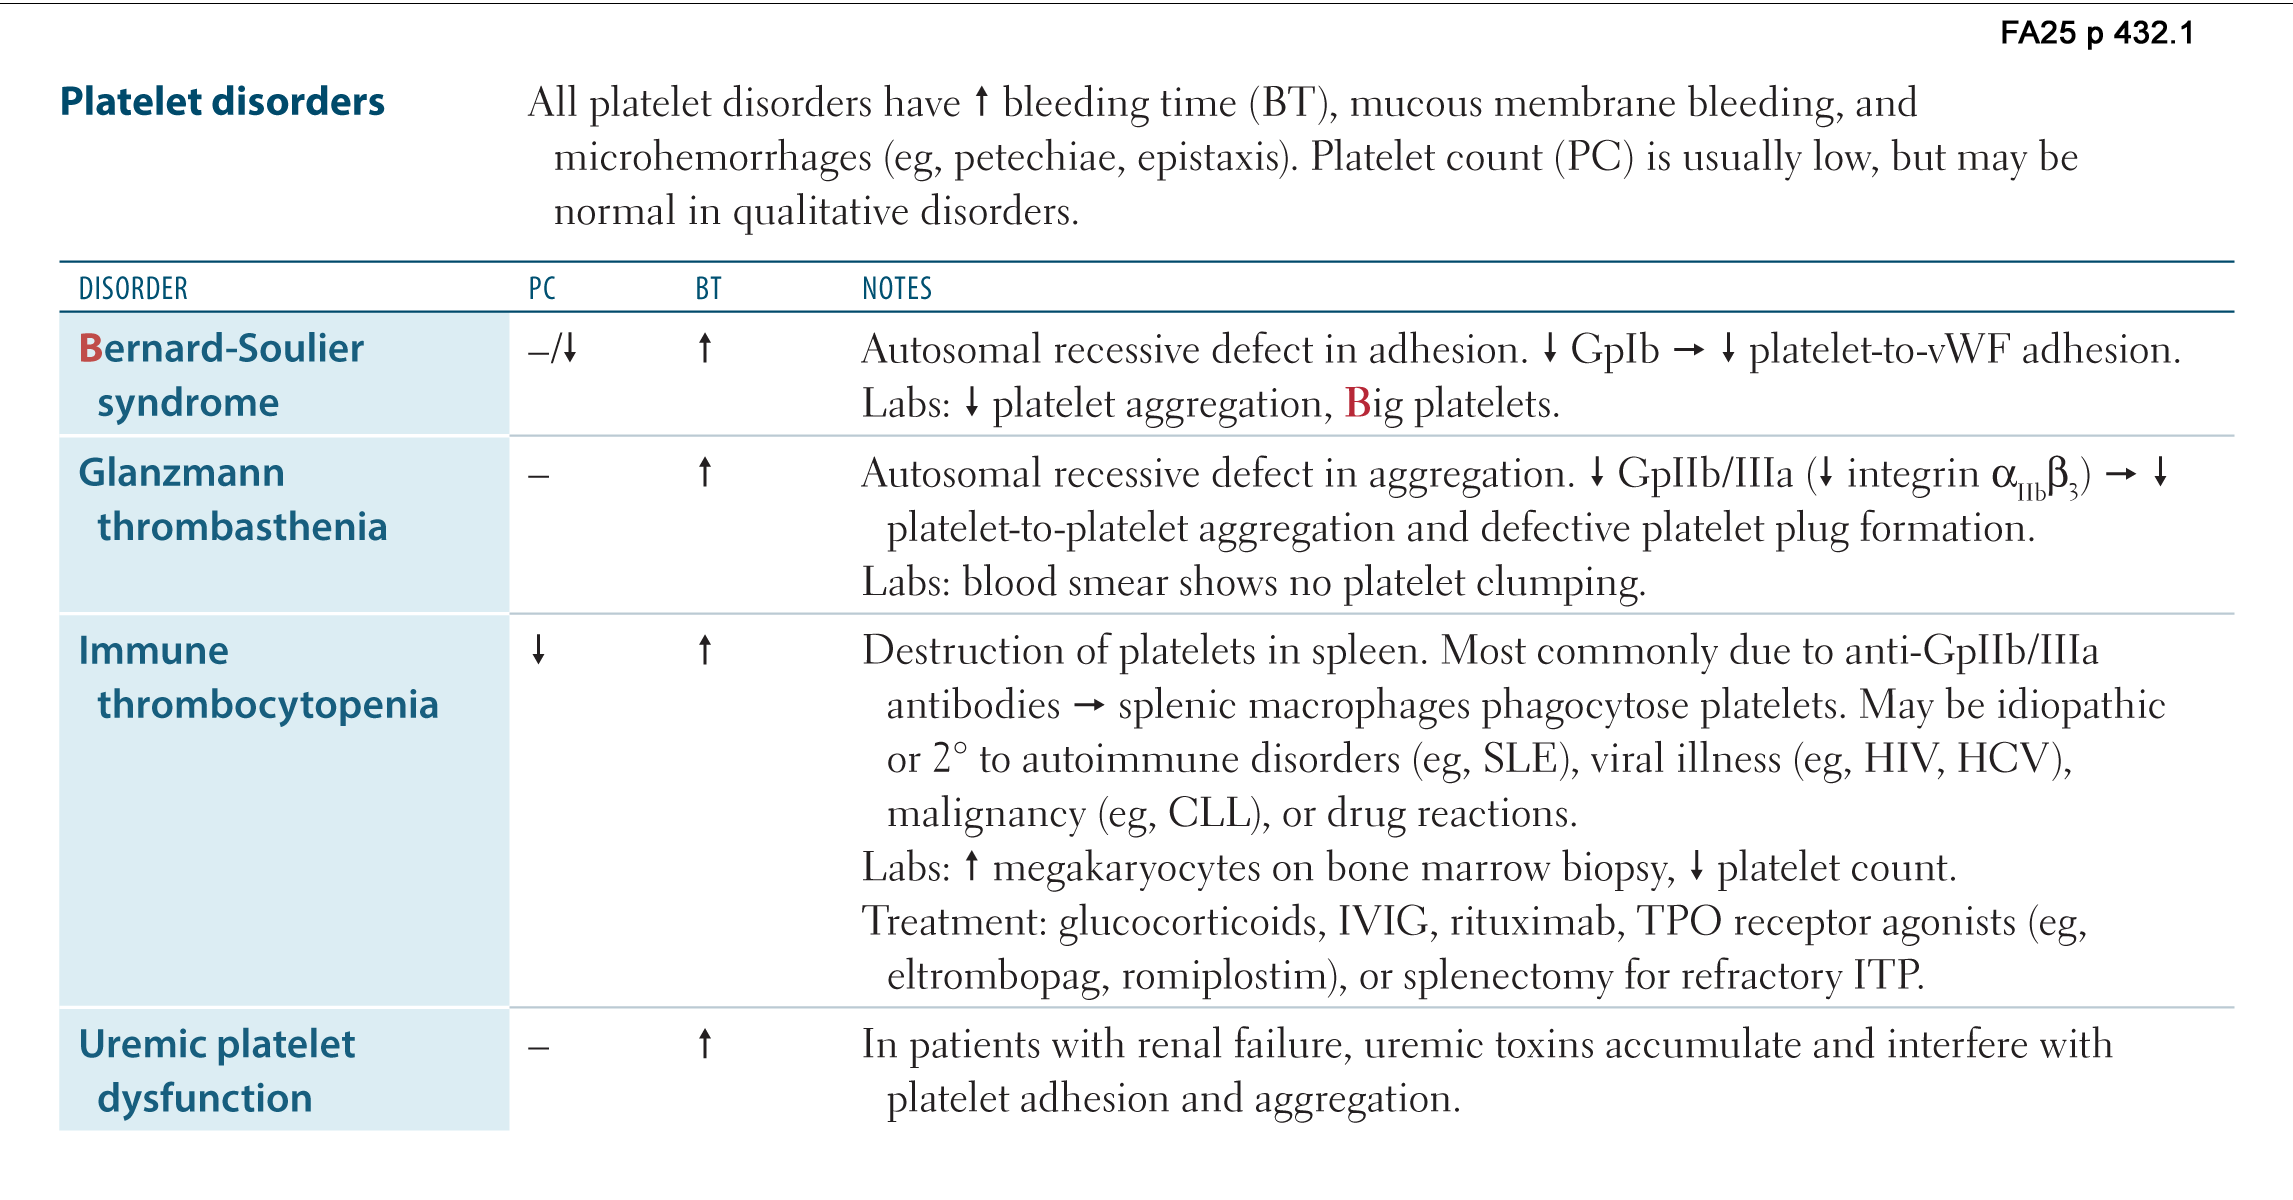 FA25 p 432.1
Platelet disorders
All platelet disorders have ↑ bleeding time (BT), mucous membrane bleeding, and
microhemorrhages (eg, petechiae, epistaxis). Platelet count (PC) is usually low, but may be
normal in qualitative disorders.
DISORDER PC BT NOTES
Bernard-Soulier
syndrome
–/↓ ↑
Autosomal recessive defect in adhesion. ↓ GpIb → ↓ platelet-to-vWF adhesion.
Labs: ↓ platelet aggregation, Big platelets.
Glanzmann
thrombasthenia
– ↑
Autosomal recessive defect in aggregation. ↓ GpIIb/IIIa (↓ integrin αIIbβ3) → ↓
platelet-to-platelet aggregation and defective platelet plug formation.
Labs: blood smear shows no platelet clumping.
Immune
thrombocytopenia
↓ ↑
Destruction of platelets in spleen. Most commonly due to anti-GpIIb/IIIa
antibodies → splenic macrophages phagocytose platelets. May be idiopathic
or 2° to autoimmune disorders (eg, SLE), viral illness (eg, HIV, HCV),
malignancy (eg, CLL), or drug reactions.
Labs: ↑ megakaryocytes on bone marrow biopsy, ↓ platelet count.
Treatment: glucocorticoids, IVIG, rituximab, TPO receptor agonists (eg,
eltrombopag, romiplostim), or splenectomy for refractory ITP.
Uremic platelet
dysfunction
– ↑
In patients with renal failure, uremic toxins accumulate and interfere with
platelet adhesion and aggregation.